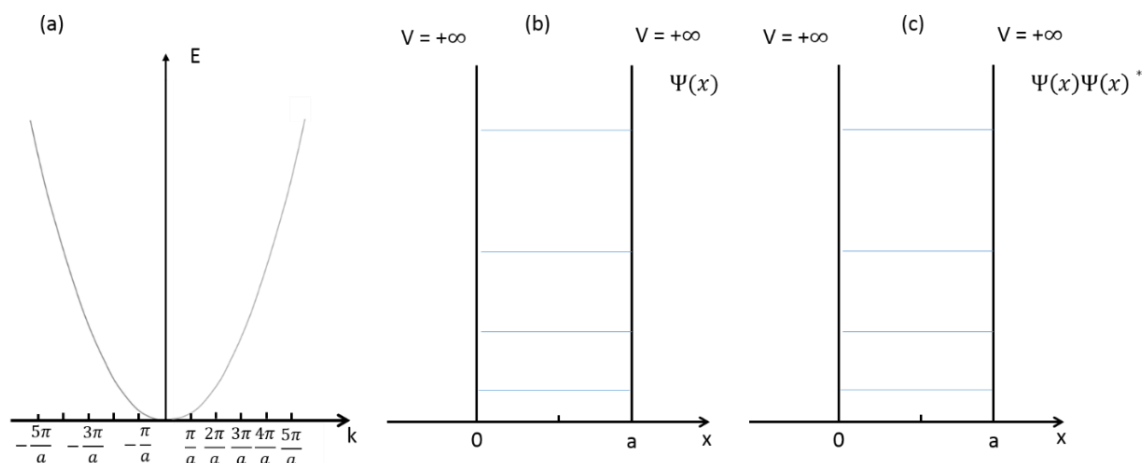 (a)
E
k
−5π/a −3π/a −π/a π/a 2π/a 3π/a 4π/a 5π/a
(b)
V = +∞ V = +∞
Ψ(x)
0 a x
(c)
V = +∞ V = +∞
Ψ(x)Ψ(x)*
0 a x